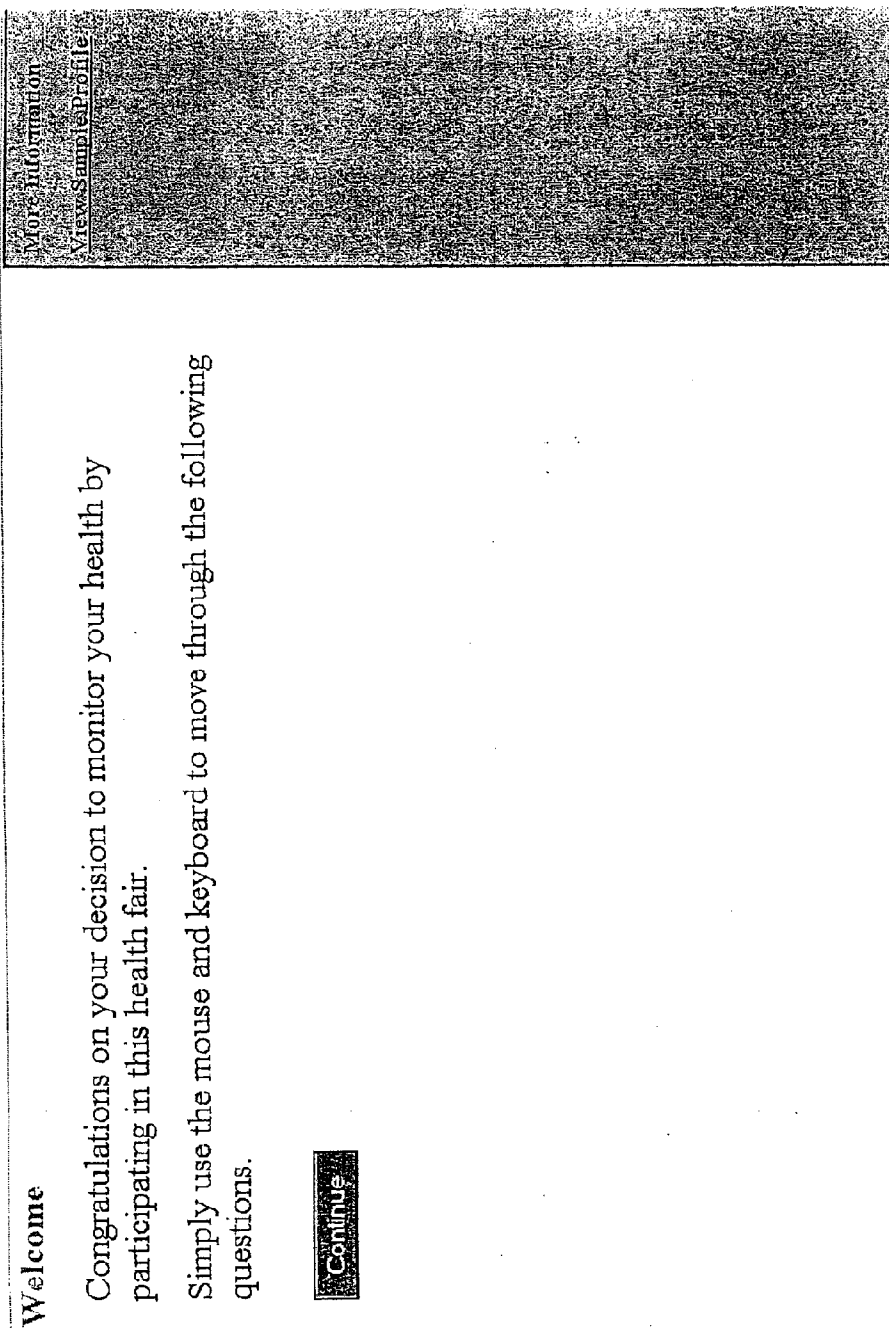 Welcome
Congratulations on your decision to monitor your health by
participating in this health fair.
Simply use the mouse and keyboard to move through the following
questions.
Continue
More Information
View Sample Profile